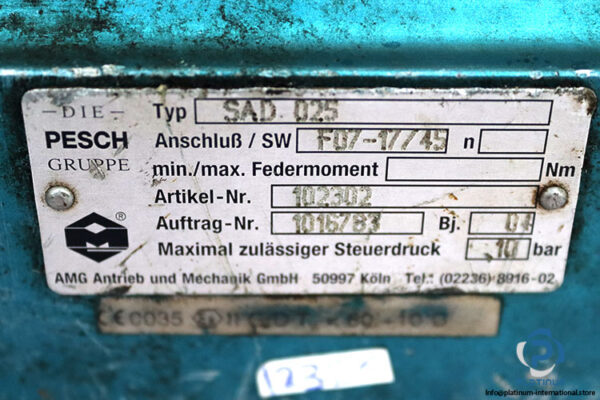 — DIE —
PESCH
GRUPPE
Typ SAD 025
Anschluß / SW F07-17/45 n
min./max. Federmoment Nm
Artikel-Nr. 102302
Auftrag-Nr. 1016783 Bj. 04
Maximal zulässiger Steuerdruck 10 bar
®
AMG Antrieb und Mechanik GmbH 50997 Köln Tel.: (02236) 8916-02
CE 0035
123
Info@platinum-international.store